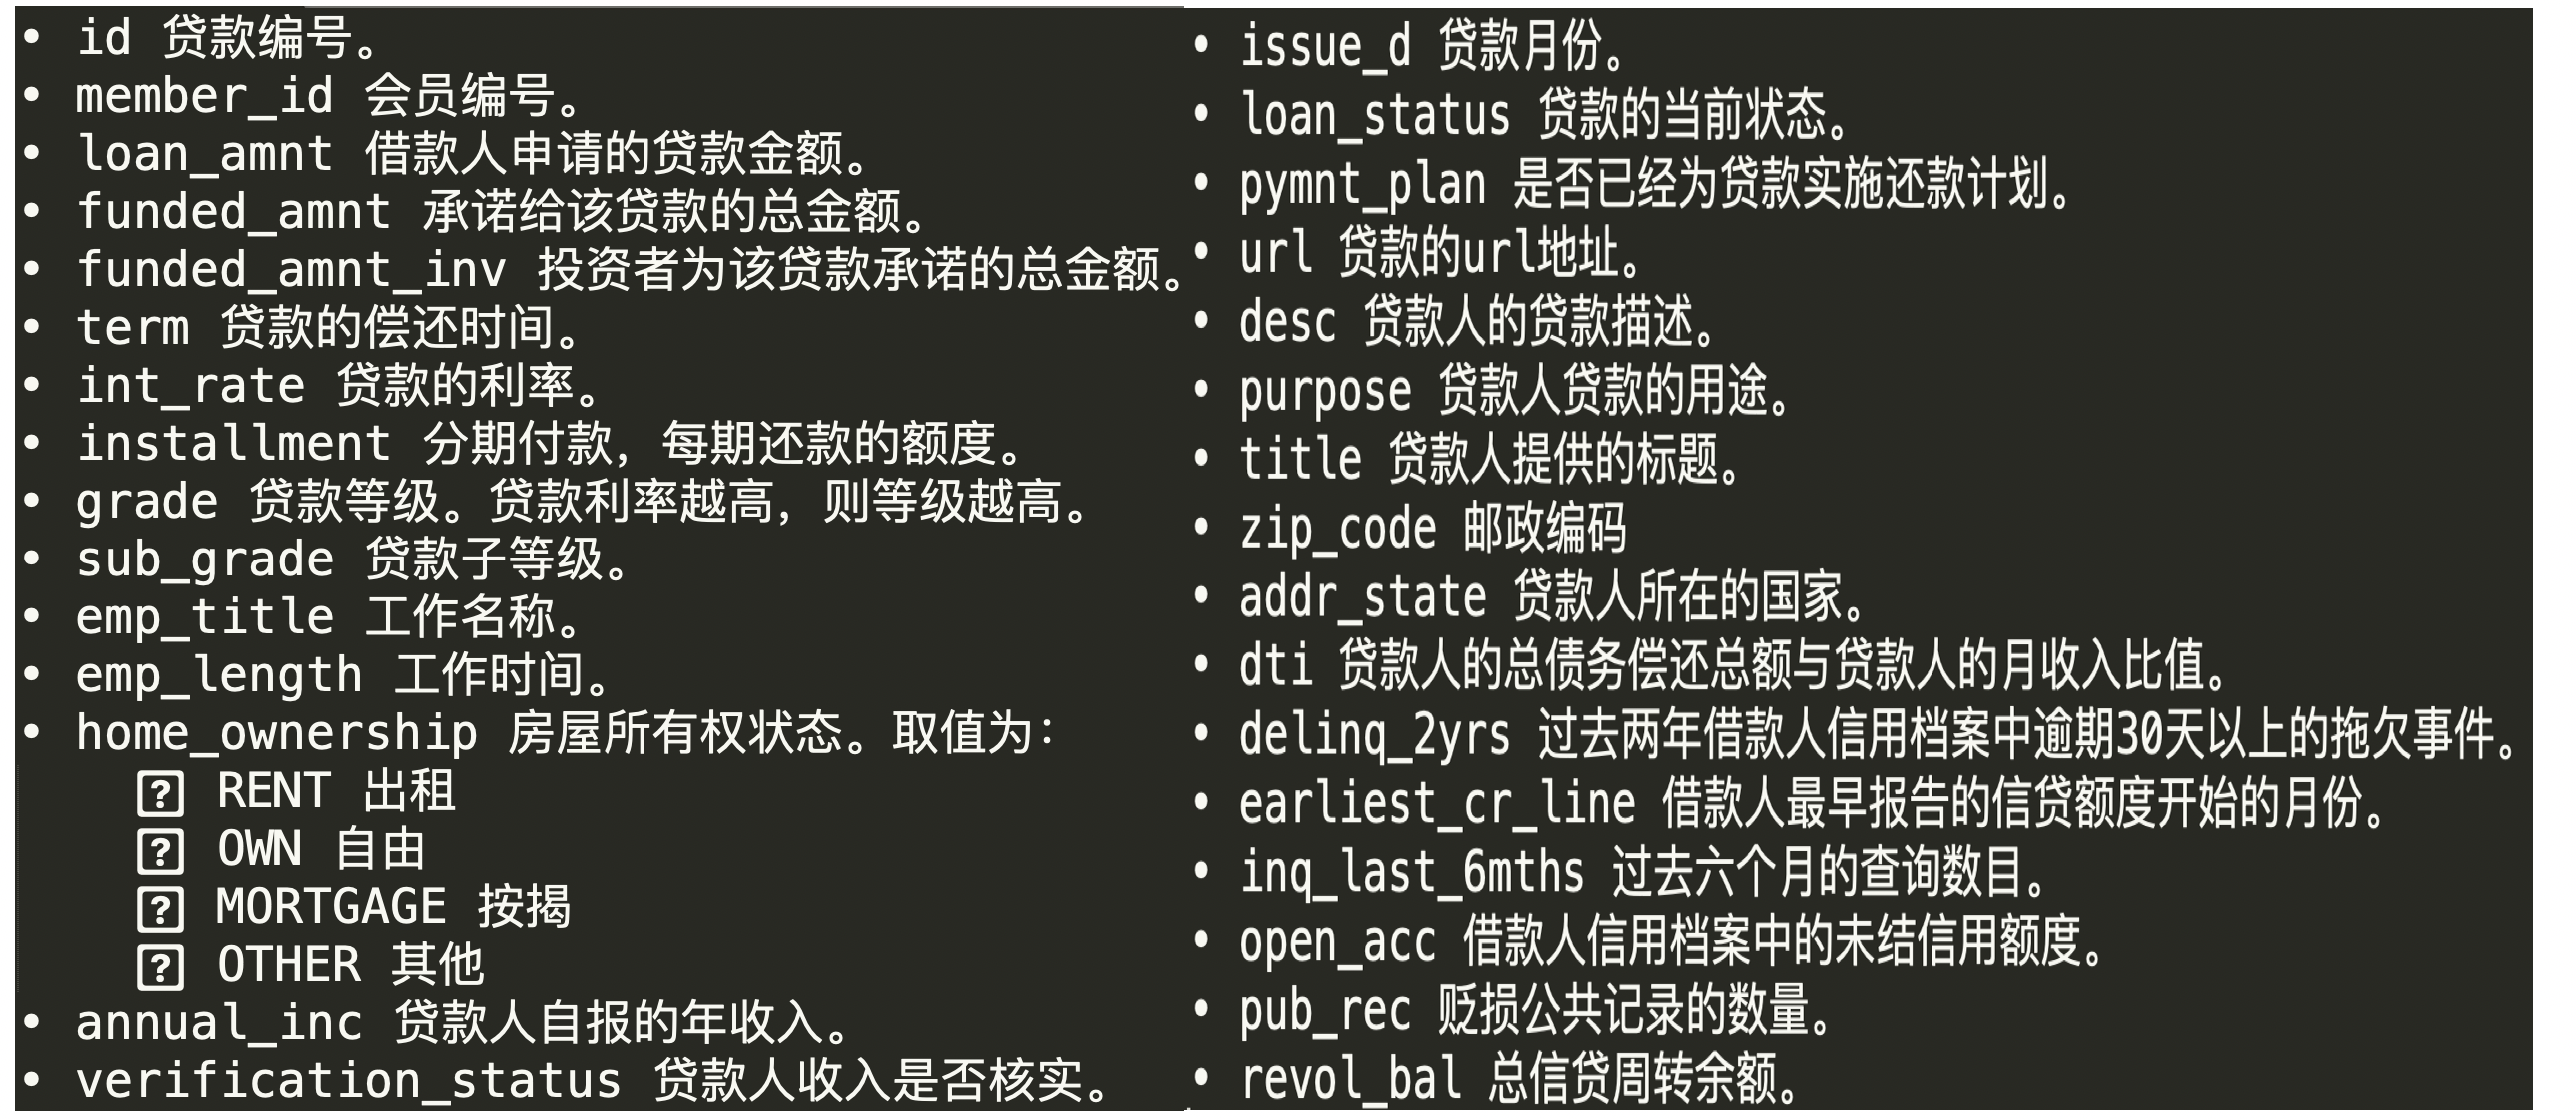 • id 贷款编号。
• member_id 会员编号。
• loan_amnt 借款人申请的贷款金额。
• funded_amnt 承诺给该贷款的总金额。
• funded_amnt_inv 投资者为该贷款承诺的总金额。
• term 贷款的偿还时间。
• int_rate 贷款的利率。
• installment 分期付款，每期还款的额度。
• grade 贷款等级。贷款利率越高，则等级越高。
• sub_grade 贷款子等级。
• emp_title 工作名称。
• emp_length 工作时间。
• home_ownership 房屋所有权状态。取值为：
? RENT 出租
? OWN 自由
? MORTGAGE 按揭
? OTHER 其他
• annual_inc 贷款人自报的年收入。
• verification_status 贷款人收入是否核实。
• issue_d 贷款月份。
• loan_status 贷款的当前状态。
• pymnt_plan 是否已经为贷款实施还款计划。
• url 贷款的url地址。
• desc 贷款人的贷款描述。
• purpose 贷款人贷款的用途。
• title 贷款人提供的标题。
• zip_code 邮政编码
• addr_state 贷款人所在的国家。
• dti 贷款人的总债务偿还总额与贷款人的月收入比值。
• delinq_2yrs 过去两年借款人信用档案中逾期30天以上的拖欠事件。
• earliest_cr_line 借款人最早报告的信贷额度开始的月份。
• inq_last_6mths 过去六个月的查询数目。
• open_acc 借款人信用档案中的未结信用额度。
• pub_rec 贬损公共记录的数量。
• revol_bal 总信贷周转余额。